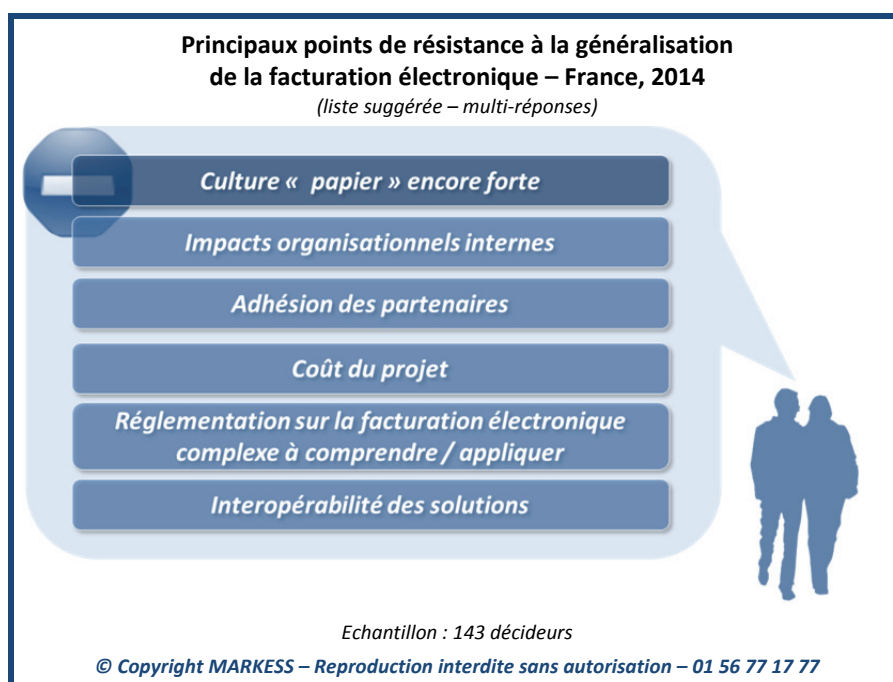 Principaux points de résistance à la généralisation
de la facturation électronique – France, 2014
(liste suggérée – multi-réponses)
Culture « papier » encore forte
Impacts organisationnels internes
Adhésion des partenaires
Coût du projet
Réglementation sur la facturation électronique
complexe à comprendre / appliquer
Interopérabilité des solutions
Echantillon : 143 décideurs
© Copyright MARKESS – Reproduction interdite sans autorisation – 01 56 77 17 77